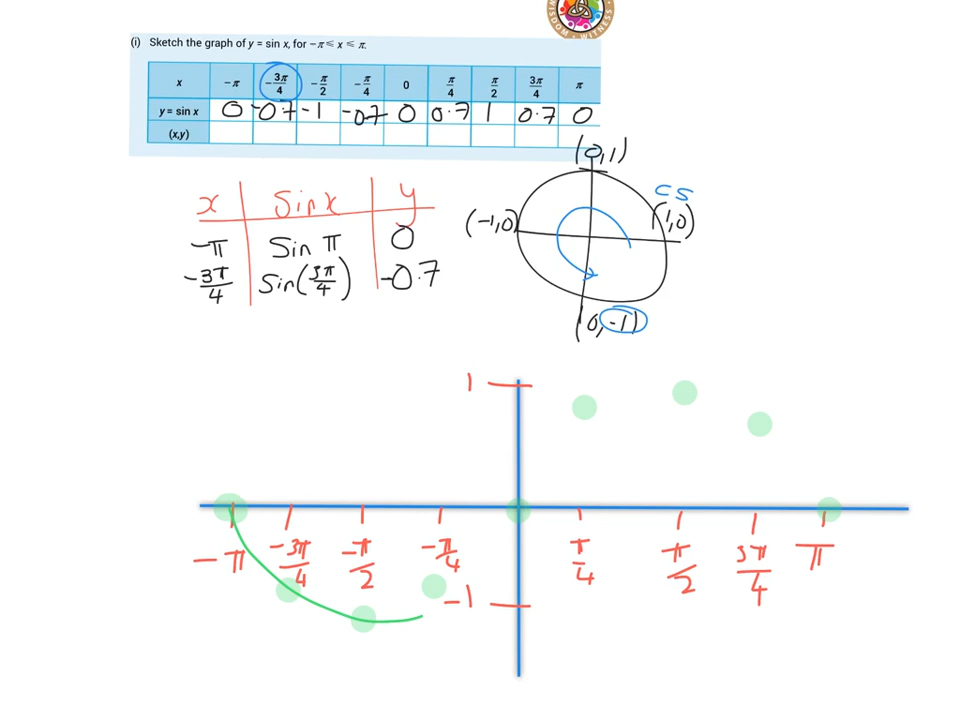 (i) Sketch the graph of y = sin x, for −π ⩽ x ⩽ π.
x −π −3π/4 −π/2 −π/4 0 π/4 π/2 3π/4 π
y = sin x 0 -0.7 -1 -0.7 0 0.7 1 0.7 0
(x,y)
(0,1)
CS
x sinx y
(-1,0) (1,0)
-π Sin π 0
-3π/4 Sin(3π/4) -0.7
(0,-1)
1
-π -3π/4 -π/2 -π/4 π/4 π/2 3π/4 π
-1